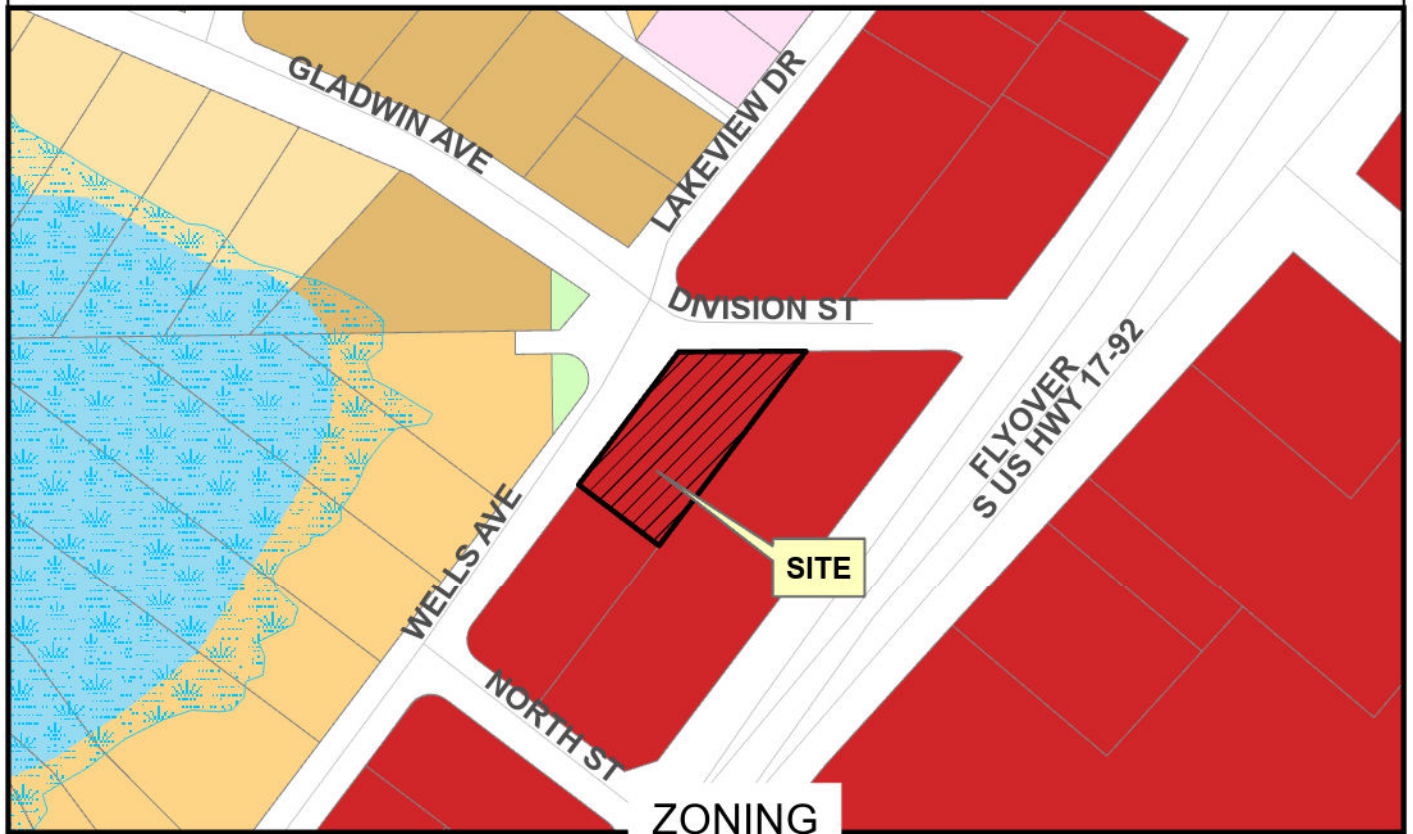 GLADWIN AVE
LAKEVIEW DR
DIVISION ST
FLYOVER
S US HWY 17-92
WELLS AVE
SITE
NORTH ST
ZONING